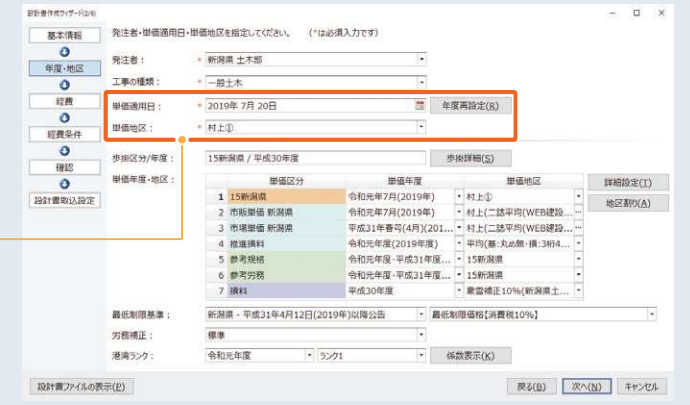 設計書作成ウィザード(2/6)
発注者・単価適用日・単価地区を指定してください。 (*は必須入力です)
基本情報
年度・地区
経費
経費条件
確認
設計書取込設定
発注者： * 新潟県 土木部
工事の種類： * 一般土木
単価適用日： * 2019年 7月 20日 年度再設定(R)
単価地区： * 村上①
歩掛区分/年度： 15新潟県 / 平成30年度 歩掛詳細(S)
単価年度・地区：
単価区分 単価年度 単価地区
1 15新潟県 令和元年7月(2019年) 村上①
2 市販単価 新潟県 令和元年7月(2019年) 村上(二誌平均(WEB建設...
3 市場単価 新潟県 平成31年春号(4月)(201... 村上(二誌平均(WEB建設...
4 推進損料 令和元年度(2019年度) 平均(基:丸め無・損:3桁4...
5 参考規格 令和元年度・平成31年度... 15新潟県
6 参考労務 令和元年度・平成31年度... 15新潟県
7 損料 平成30年度 豪雪補正10%(新潟県土...
詳細設定(T)
地区割り(A)
最低制限基準： 新潟県 - 平成31年4月12日(2019年)以降公告 最低制限価格【消費税10%】
労務補正： 標準
港湾ランク： 令和元年度 ランク1 係数表示(K)
設計書ファイルの表示(P) 戻る(B) 次へ(N) キャンセル